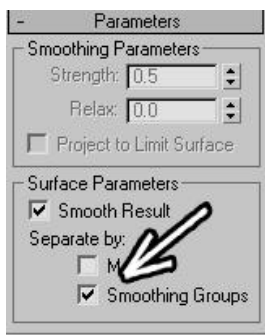 - Parameters
Smoothing Parameters
Strength: 0.5
Relax: 0.0
Project to Limit Surface
Surface Parameters
Smooth Result
Separate by:
Smoothing Groups